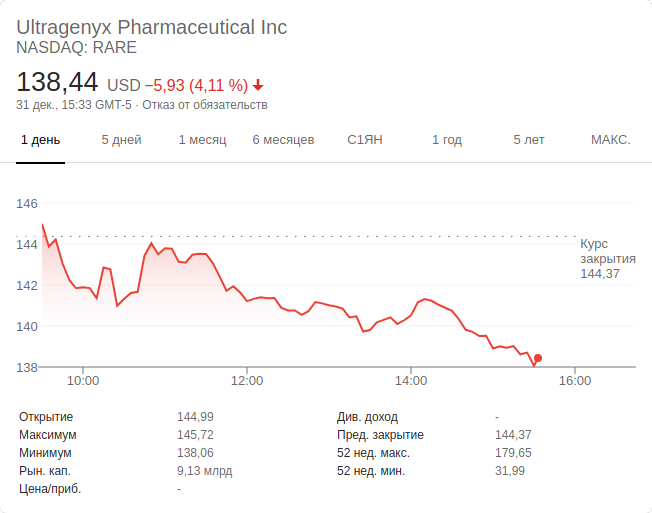 Ultragenyx Pharmaceutical Inc
NASDAQ: RARE
138,44 USD −5,93 (4,11 %)
31 дек., 15:33 GMT-5 · Отказ от обязательств
1 день 5 дней 1 месяц 6 месяцев С1ЯН 1 год 5 лет МАКС.
146
144
142
140
138
Курс
закрытия
144,37
10:00 12:00 14:00 16:00
Открытие 144,99 Див. доход -
Максимум 145,72 Пред. закрытие 144,37
Минимум 138,06 52 нед. макс. 179,65
Рын. кап. 9,13 млрд 52 нед. мин. 31,99
Цена/приб. -